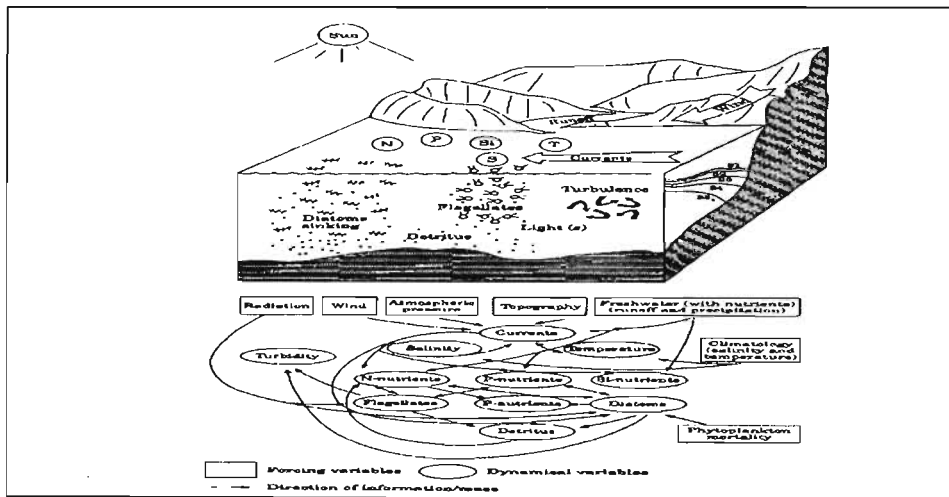 Sun
Wind
Runoff
N P Si T
S
Currents
Turbulence
Flagellates
Diatoms
sinking
Light (s)
Detritus
Radiation Wind Atmospheric
pressure Topography Freshwater (with nutrients)
(runoff and precipitation)
Currents
Salinity Temperature
Turbidity
Climatology
(salinity and
temperature)
N-nutrients P-nutrients Si-nutrients
Flagellates P-nutrients Diatoms
Detritus
Phytoplankton
mortality
Forcing variables Dynamical variables
Direction of information/mass